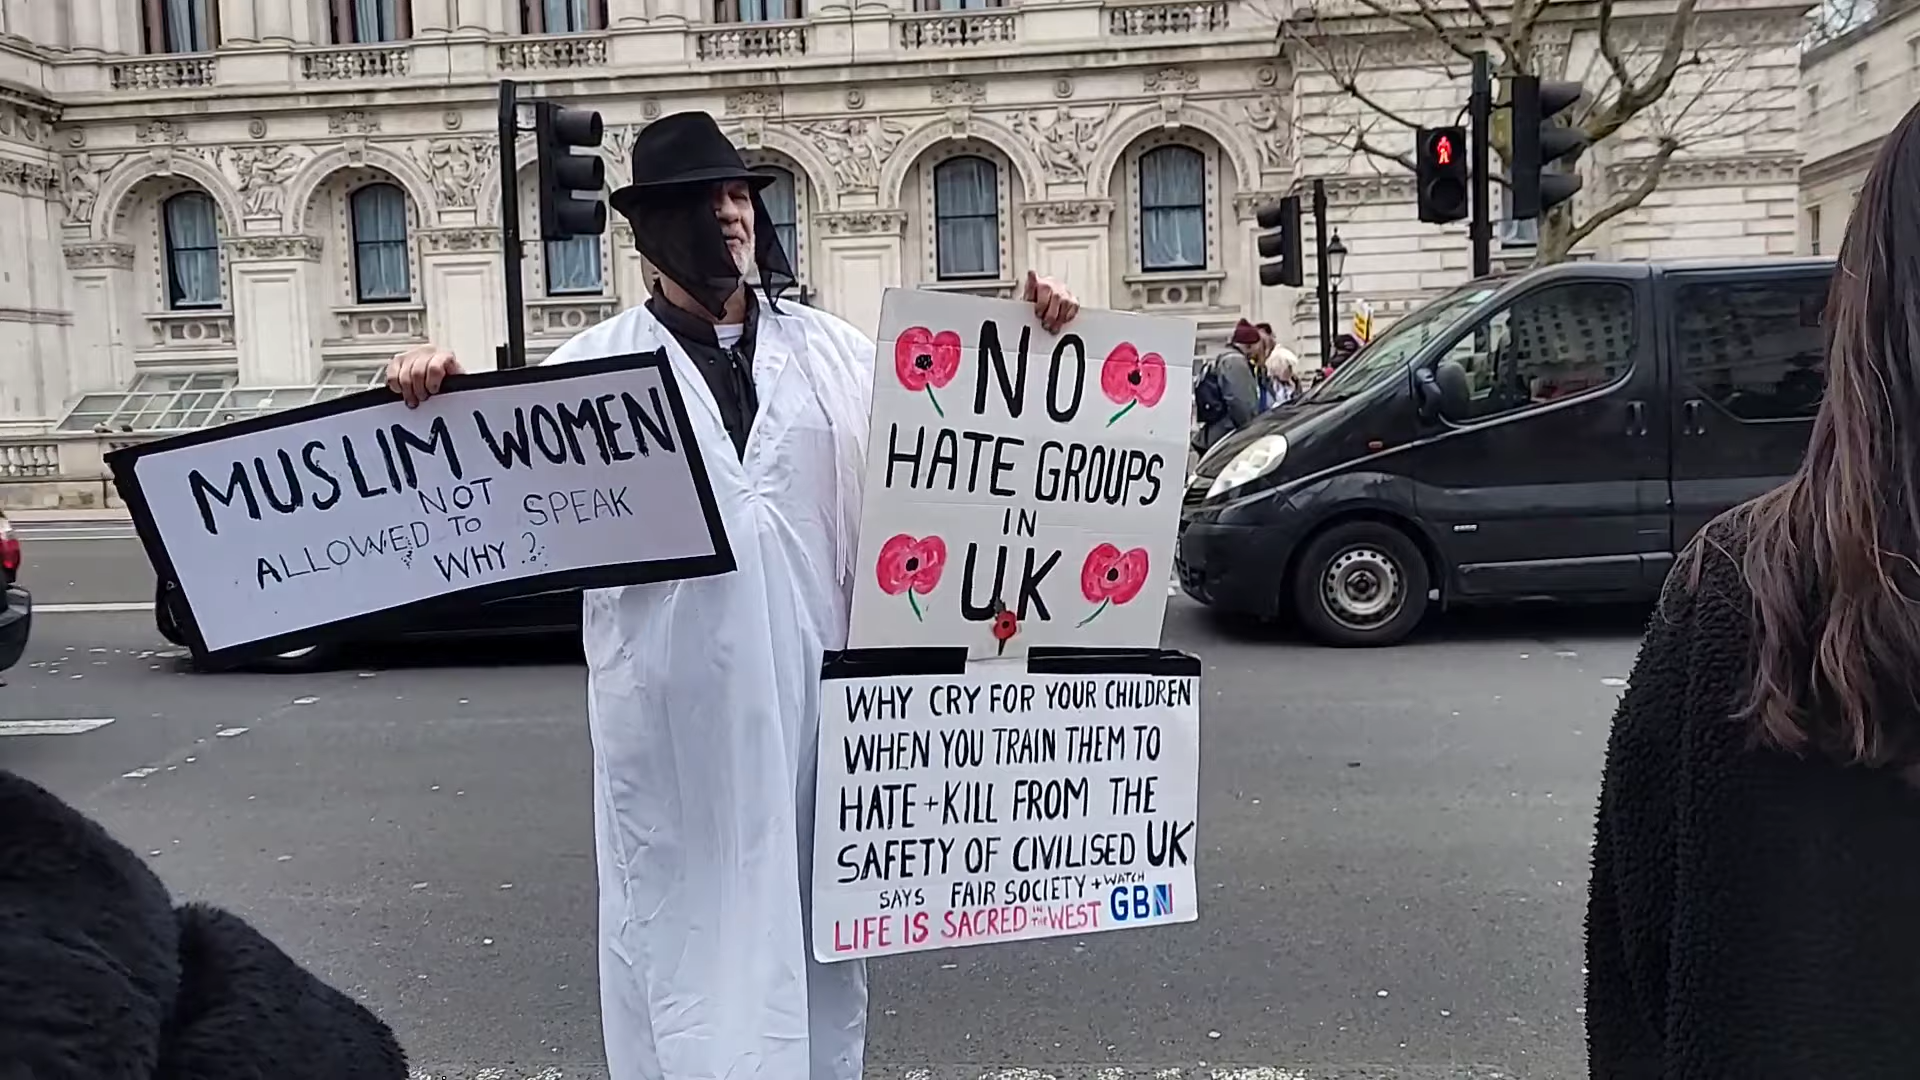 MUSLIM WOMEN
NOT
ALLOWED TO SPEAK
WHY?
NO
HATE GROUPS
IN
UK
WHY CRY FOR YOUR CHILDREN
WHEN YOU TRAIN THEM TO
HATE + KILL FROM THE
SAFETY OF CIVILISED UK
SAYS FAIR SOCIETY + WATCH
LIFE IS SACRED IN THE WEST GBN